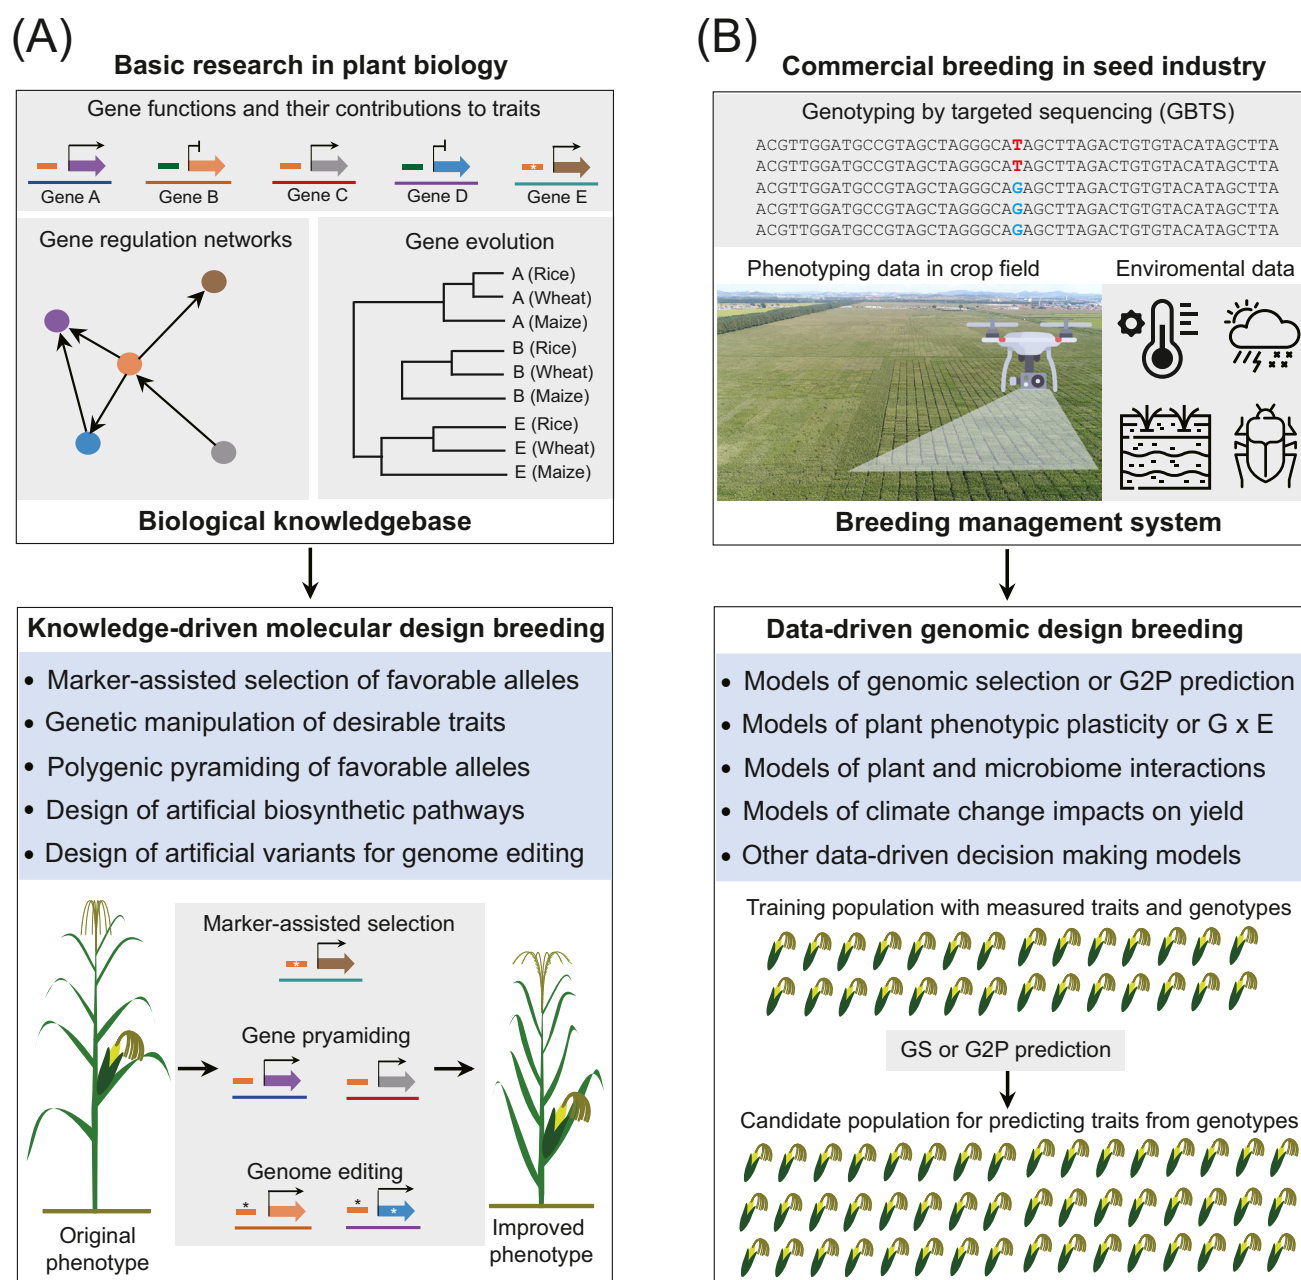 (A)
Basic research in plant biology
Gene functions and their contributions to traits
Gene A
Gene B
Gene C
Gene D
*
Gene E
Gene regulation networks
Gene evolution
A (Rice)
A (Wheat)
A (Maize)
B (Rice)
B (Wheat)
B (Maize)
E (Rice)
E (Wheat)
E (Maize)
Biological knowledgebase
Knowledge-driven molecular design breeding
• Marker-assisted selection of favorable alleles
• Genetic manipulation of desirable traits
• Polygenic pyramiding of favorable alleles
• Design of artificial biosynthetic pathways
• Design of artificial variants for genome editing
Marker-assisted selection
*
Gene pryamiding
Genome editing
*
*
*
Original
phenotype
Improved
phenotype
(B)
Commercial breeding in seed industry
Genotyping by targeted sequencing (GBTS)
ACGTTGGATGCCGTAGCTAGGGCATAGCTTAGACTGTGTACATAGCTTA
ACGTTGGATGCCGTAGCTAGGGCATAGCTTAGACTGTGTACATAGCTTA
ACGTTGGATGCCGTAGCTAGGGCAGAGCTTAGACTGTGTACATAGCTTA
ACGTTGGATGCCGTAGCTAGGGCAGAGCTTAGACTGTGTACATAGCTTA
ACGTTGGATGCCGTAGCTAGGGCAGAGCTTAGACTGTGTACATAGCTTA
Phenotyping data in crop field
Enviromental data
Breeding management system
Data-driven genomic design breeding
• Models of genomic selection or G2P prediction
• Models of plant phenotypic plasticity or G x E
• Models of plant and microbiome interactions
• Models of climate change impacts on yield
• Other data-driven decision making models
Training population with measured traits and genotypes
GS or G2P prediction
Candidate population for predicting traits from genotypes